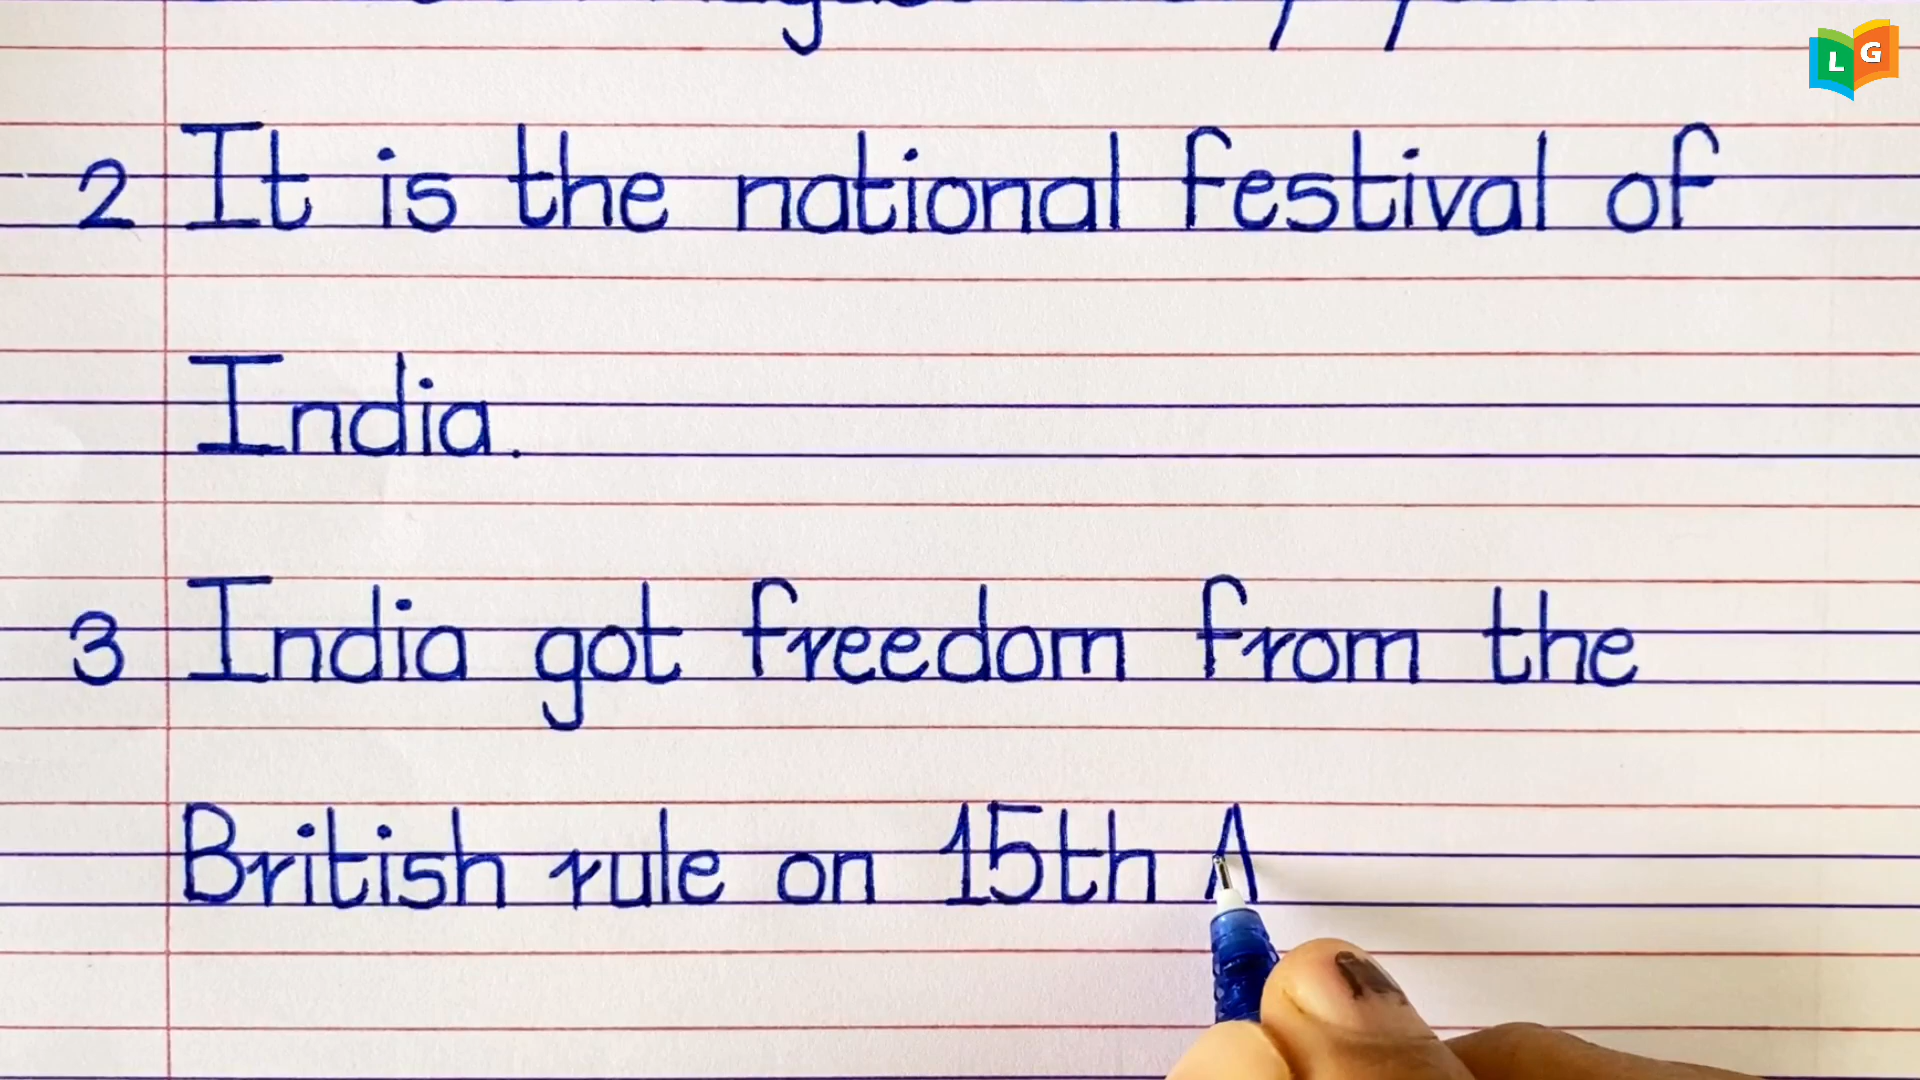 L G
2 It is the national festival of
India.
3 India got freedom from the
British rule on 15th A